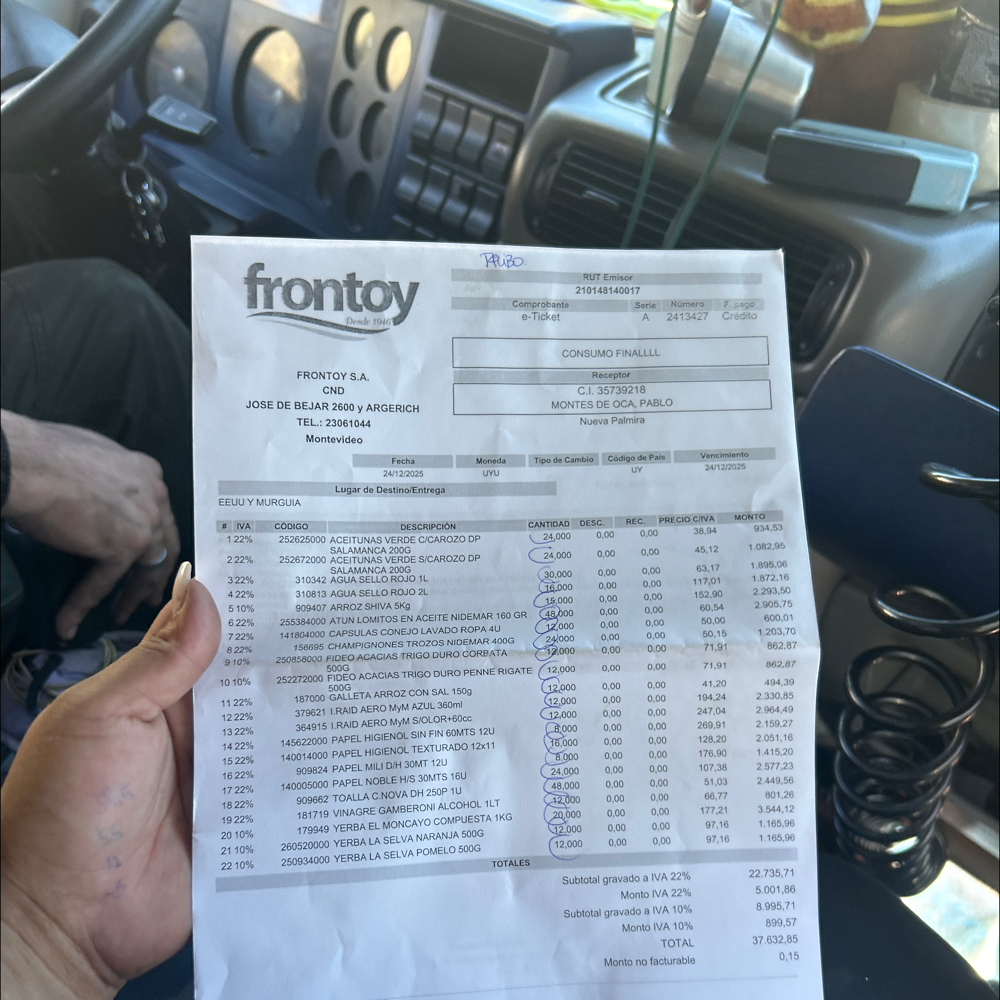 PAUBO.
frontoy
Desde 1946
RUT Emisor
210148140017
Comprobante Serie Número F. pago
e-Ticket A 2413427 Crédito
CONSUMO FINALLLL
Receptor
C.I. 35739218
MONTES DE OCA, PABLO
Nueva Palmira
FRONTOY S.A.
CND
JOSE DE BEJAR 2600 y ARGERICH
TEL.: 23061044
Montevideo
Fecha Moneda Tipo de Cambio Código de País Vencimiento
24/12/2025 UYU UY 24/12/2025
Lugar de Destino/Entrega
EEUU Y MURGUIA
# IVA CÓDIGO DESCRIPCIÓN CANTIDAD DESC. REC. PRECIO C/IVA MONTO
1 22% 252625000 ACEITUNAS VERDE C/CAROZO DP 24,000 0,00 0,00 38,94 934,53
SALAMANCA 200G
2 22% 252672000 ACEITUNAS VERDE S/CAROZO DP 24,000 0,00 0,00 45,12 1.082,95
SALAMANCA 200G
3 22% 310342 AGUA SELLO ROJO 1L 30,000 0,00 0,00 63,17 1.895,06
4 22% 310813 AGUA SELLO ROJO 2L 16,000 0,00 0,00 117,01 1.872,16
5 10% 909407 ARROZ SHIVA 5Kg 15,000 0,00 0,00 152,90 2.293,50
6 22% 255384000 ATUN LOMITOS EN ACEITE NIDEMAR 160 GR 48,000 0,00 0,00 60,54 2.905,75
7 22% 141804000 CAPSULAS CONEJO LAVADO ROPA 4U 12,000 0,00 0,00 50,00 600,01
8 22% 156695 CHAMPIGNONES TROZOS NIDEMAR 400G 24,000 0,00 0,00 50,15 1.203,70
9 10% 250858000 FIDEO ACACIAS TRIGO DURO CORBATA 12,000 0,00 0,00 71,91 862,87
500G
10 10% 252272000 FIDEO ACACIAS TRIGO DURO PENNE RIGATE 12,000 0,00 0,00 71,91 862,87
500G
11 22% 187000 GALLETA ARROZ CON SAL 150g 12,000 0,00 0,00 41,20 494,39
12 22% 379621 I.RAID AERO MyM AZUL 360ml 12,000 0,00 0,00 194,24 2.330,85
13 22% 364915 I.RAID AERO MyM S/OLOR+60cc 12,000 0,00 0,00 247,04 2.964,49
14 22% 145622000 PAPEL HIGIENOL SIN FIN 60MTS 12U 8,000 0,00 0,00 269,91 2.159,27
15 22% 140014000 PAPEL HIGIENOL TEXTURADO 12x11 16,000 0,00 0,00 128,20 2.051,16
16 22% 909824 PAPEL MILI D/H 30MT 12U 8,000 0,00 0,00 176,90 1.415,20
17 22% 140005000 PAPEL NOBLE H/S 30MTS 16U 24,000 0,00 0,00 107,38 2.577,23
18 22% 909662 TOALLA C.NOVA DH 250P 1U 48,000 0,00 0,00 51,03 2.449,56
19 22% 181719 VINAGRE GAMBERONI ALCOHOL 1LT 12,000 0,00 0,00 66,77 801,26
20 10% 179949 YERBA EL MONCAYO COMPUESTA 1KG 20,000 0,00 0,00 177,21 3.544,12
21 10% 260520000 YERBA LA SELVA NARANJA 500G 12,000 0,00 0,00 97,16 1.165,96
22 10% 250934000 YERBA LA SELVA POMELO 500G 12,000 0,00 0,00 97,16 1.165,96
TOTALES
Subtotal gravado a IVA 22% 22.735,71
Monto IVA 22% 5.001,86
Subtotal gravado a IVA 10% 8.995,71
Monto IVA 10% 899,57
TOTAL 37.632,85
Monto no facturable 0,15